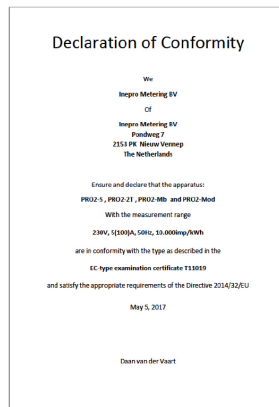 Declaration of Conformity
We
Inepro Metering BV
Of
Inepro Metering BV
Pondweg 7
2153 PK Nieuw Vennep
The Netherlands
Ensure and declare that the apparatus:
PRO2-S , PRO2-2T , PRO2-Mb and PRO2-Mod
With the measurement range
230V, 5(100)A, 50Hz, 10.000imp/kWh
are in conformity with the type as described in the
EC-type examination certificate T11019
and satisfy the appropriate requirements of the Directive 2014/32/EU
May 5, 2017
Daan van der Vaart